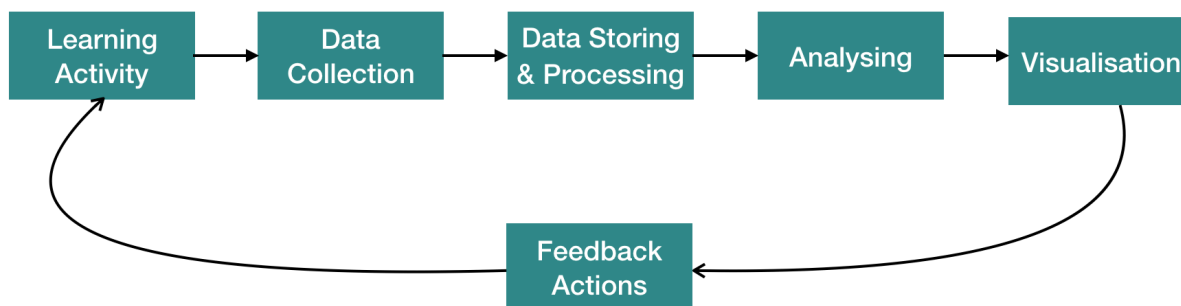 Learning
Activity
Data
Collection
Data Storing
& Processing
Analysing
Visualisation
Feedback
Actions